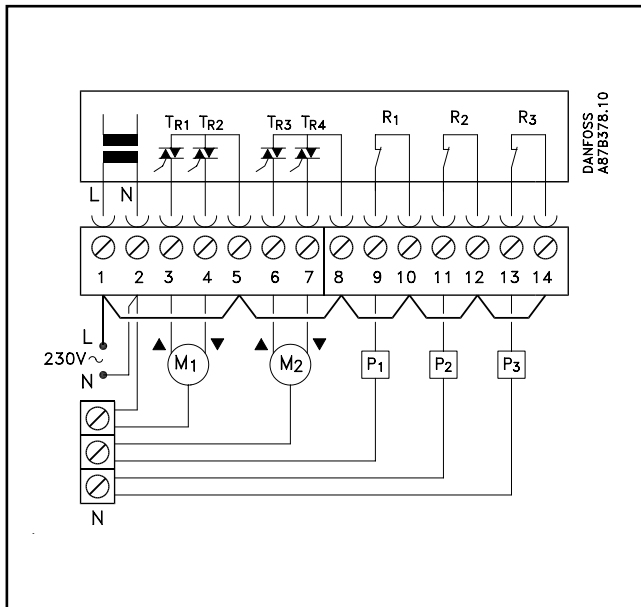 TR1 TR2 TR3 TR4 R1 R2 R3
DANFOSS
A87B378.10
L N
1 2 3 4 5 6 7 8 9 10 11 12 13 14
L
230V~
N
▲ M1 ▼ ▲ M2 ▼ P1 P2 P3
N